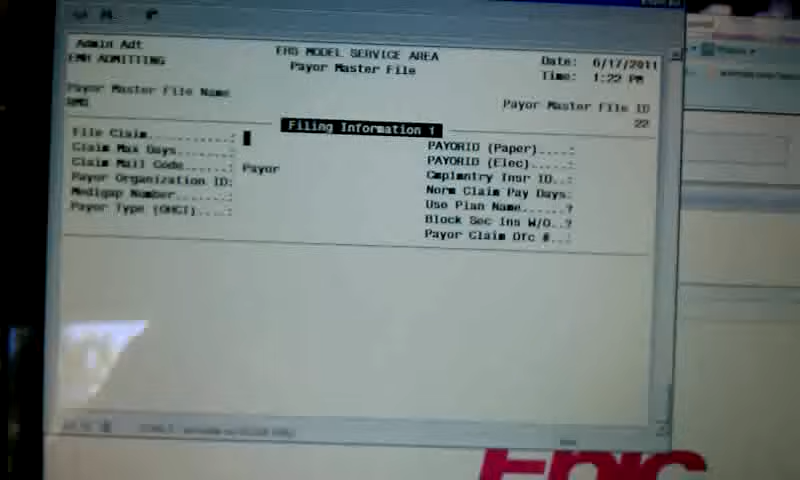 Admin Adt
EMH ADMITTING
EHS MODEL SERVICE AREA
Payor Master File
Date: 6/17/2011
Time: 1:22 PM
Payor Master File Name
Payor Master File ID
22
Filing Information 1
File Claim.............:
Claim Max Days.........:
Claim Mail Code........: Payor
Payor Organization ID:
Medigap Number.........:
Payor Type (OHCI)....:
PAYORID (Paper)....:
PAYORID (Elec).....:
Cmplmntry Insr ID..:
Norm Claim Pay Days:
Use Plan Name......?
Block Sec Ins W/O..?
Payor Claim Ofc #..:
Epic